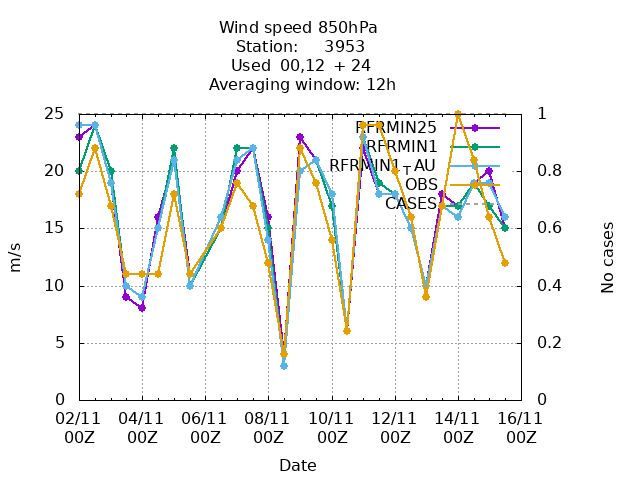 Wind speed 850hPa
Station: 3953
Used 00,12 + 24
Averaging window: 12h
25
20
15
10
5
0
m/s
1
0.8
0.6
0.4
0.2
0
No cases
RFRMIN25
RFRMIN1
RFRMIN1_AU
OBS
CASES
02/11 04/11 06/11 08/11 10/11 12/11 14/11 16/11
00Z 00Z 00Z 00Z 00Z 00Z 00Z 00Z
Date